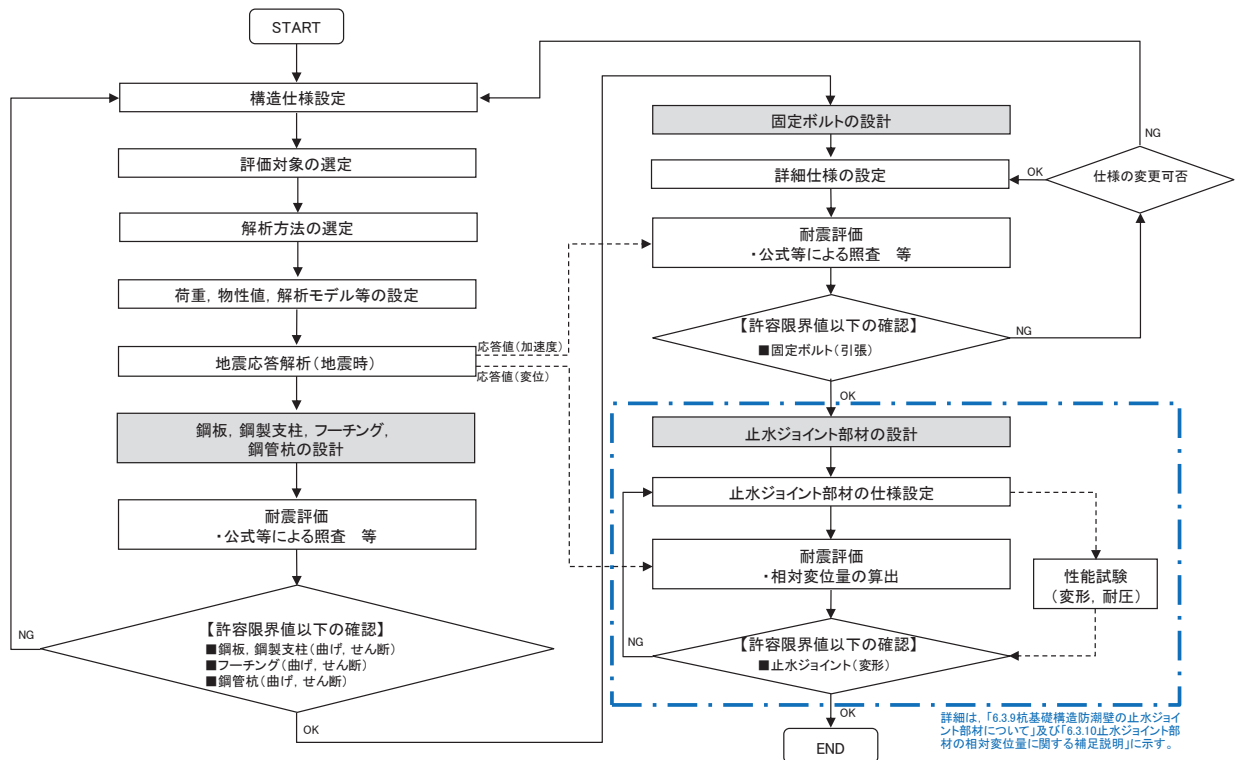 START
構造仕様設定
評価対象の選定
解析方法の選定
荷重，物性値，解析モデル等の設定
地震応答解析（地震時）
応答値（加速度）
応答値（変位）
鋼板，鋼製支柱，フーチング，
鋼管杭の設計
耐震評価
・公式等による照査　等
【許容限界値以下の確認】
■鋼板，鋼製支柱（曲げ，せん断）
■フーチング（曲げ，せん断）
■鋼管杭（曲げ，せん断）
NG
OK
固定ボルトの設計
詳細仕様の設定
OK
仕様の変更可否
NG
耐震評価
・公式等による照査　等
【許容限界値以下の確認】
■固定ボルト（引張）
NG
OK
止水ジョイント部材の設計
止水ジョイント部材の仕様設定
耐震評価
・相対変位量の算出
性能試験
（変形，耐圧）
【許容限界値以下の確認】
■止水ジョイント（変形）
NG
OK
END
詳細は，「6.3.9杭基礎構造防潮壁の止水ジョイ
ント部材について」及び「6.3.10止水ジョイント部
材の相対変位量に関する補足説明」に示す。